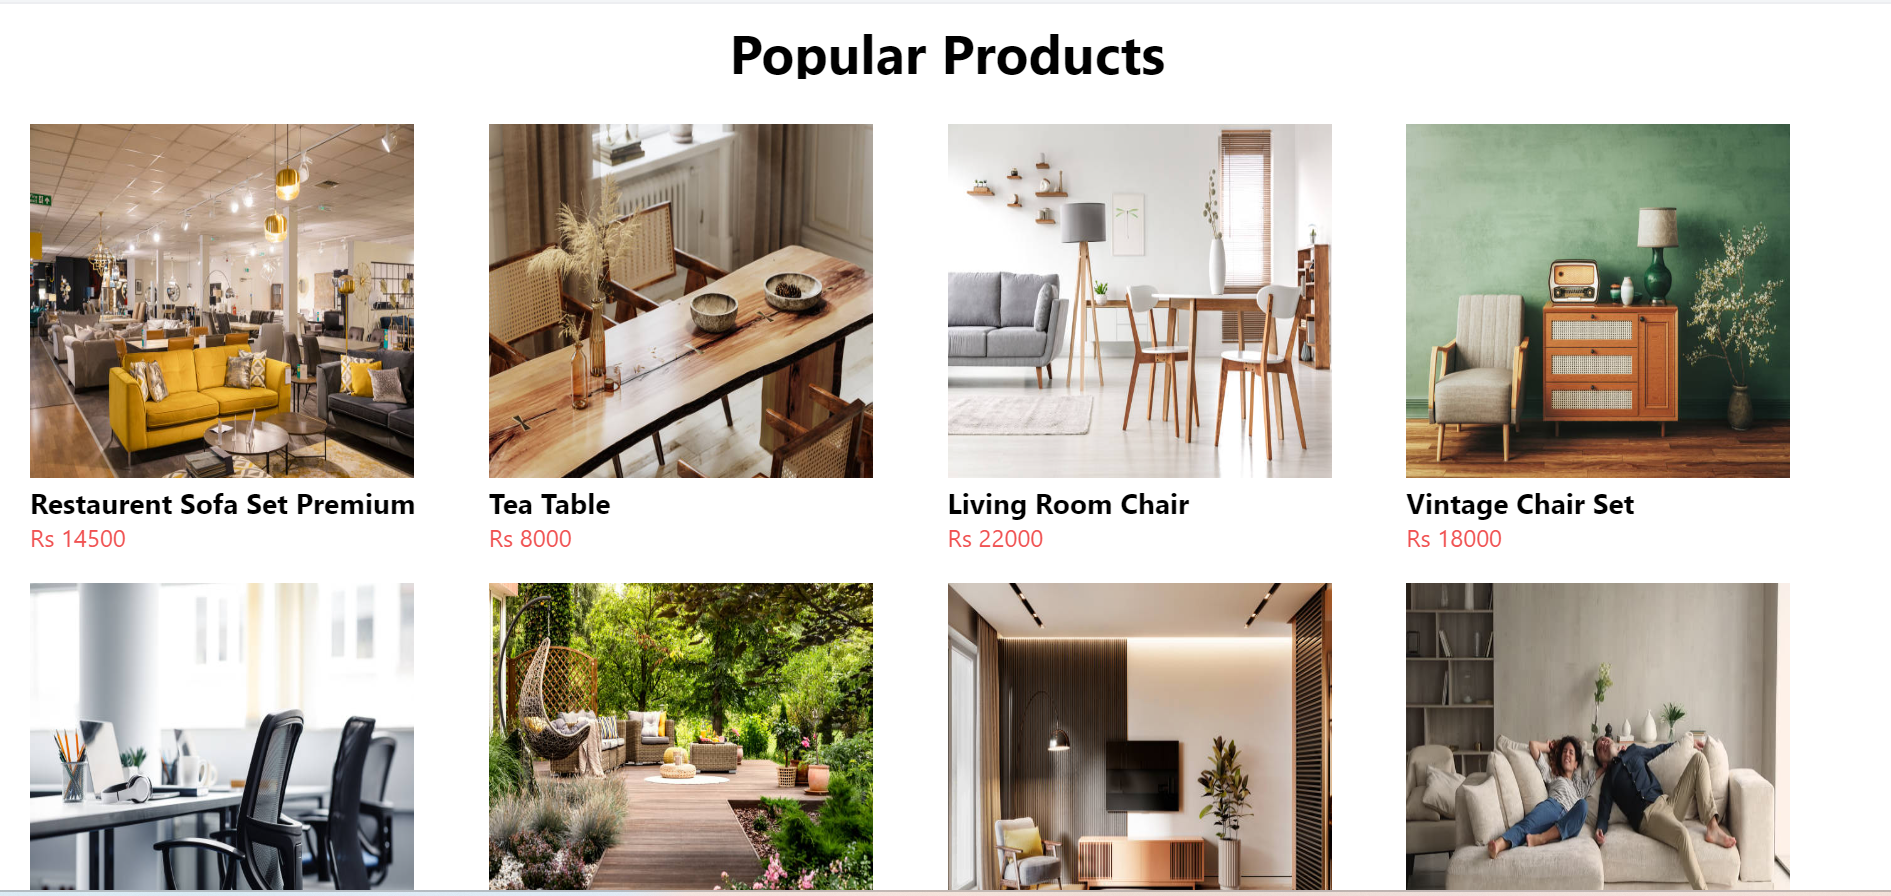 Popular Products
Restaurent Sofa Set Premium
Tea Table
Living Room Chair
Vintage Chair Set
Rs 14500
Rs 8000
Rs 22000
Rs 18000